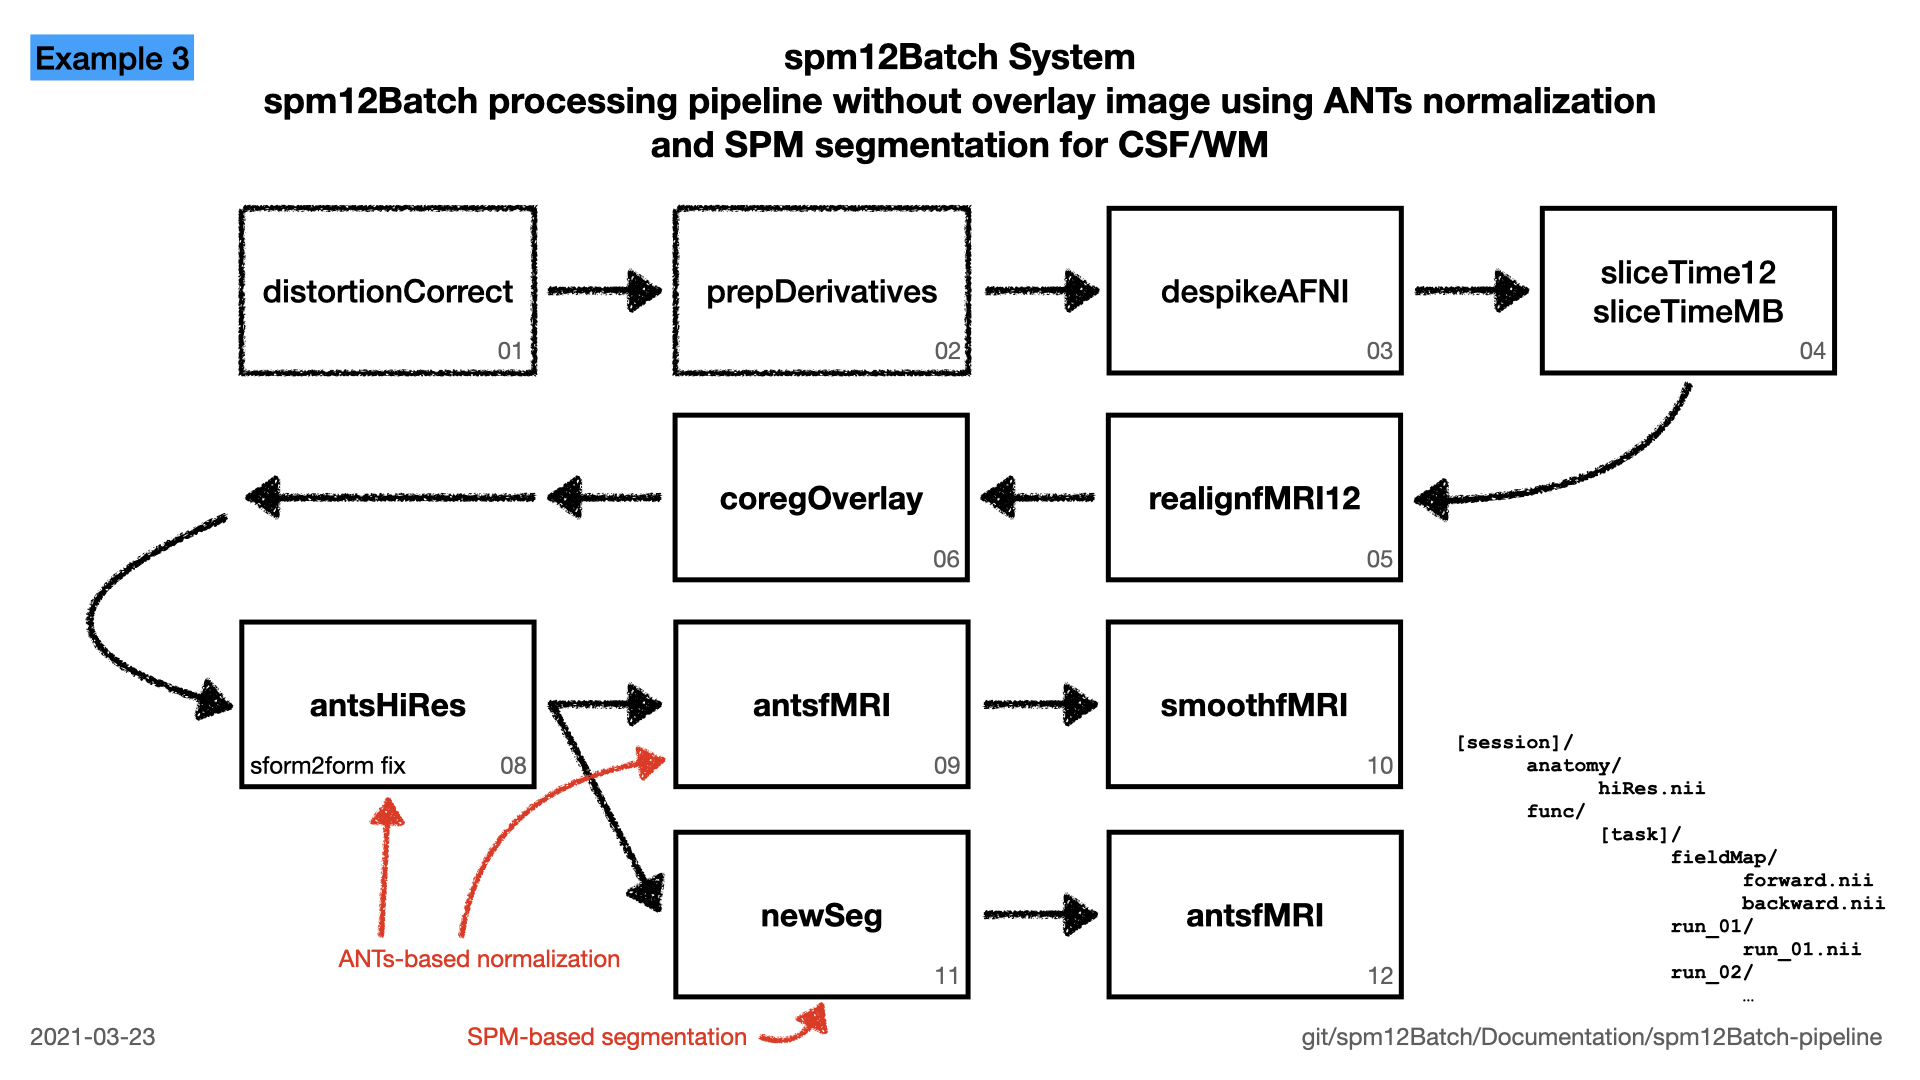 Example 3
spm12Batch System
spm12Batch processing pipeline without overlay image using ANTs normalization
and SPM segmentation for CSF/WM
distortionCorrect
01
prepDerivatives
02
despikeAFNI
03
sliceTime12
sliceTimeMB
04
realignfMRI12
05
coregOverlay
06
antsHiRes
sform2form fix
08
antsfMRI
09
smoothfMRI
10
newSeg
11
antsfMRI
12
ANTs-based normalization
SPM-based segmentation
[session]/
anatomy/
hiRes.nii
func/
[task]/
fieldMap/
forward.nii
backward.nii
run_01/
run_01.nii
run_02/
…
2021-03-23
git/spm12Batch/Documentation/spm12Batch-pipeline